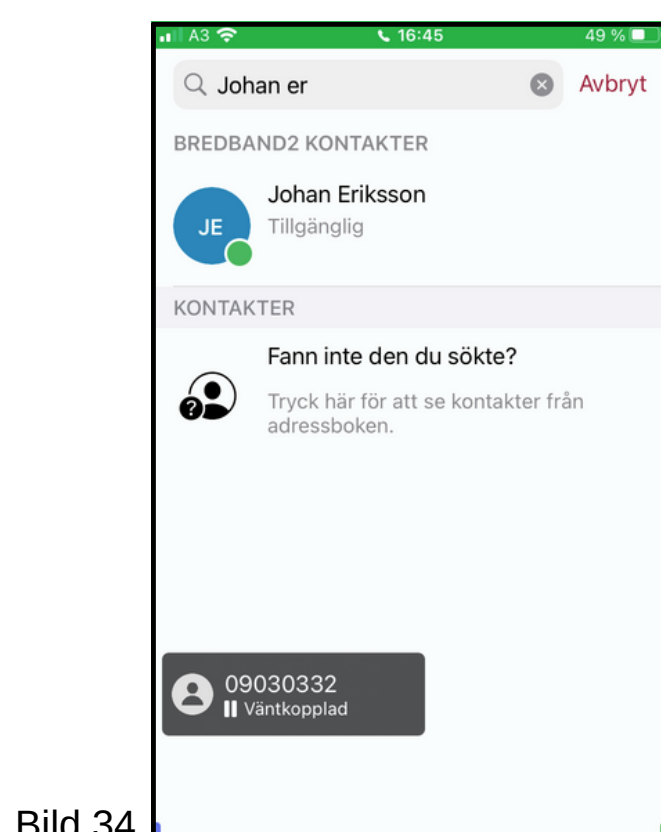 A3 16:45 49 %
Johan er Avbryt
BREDBAND2 KONTAKTER
Johan Eriksson
JE
Tillgänglig
KONTAKTER
Fann inte den du sökte?
?
Tryck här för att se kontakter från
adressboken.
09030332
Väntkopplad
Bild 34